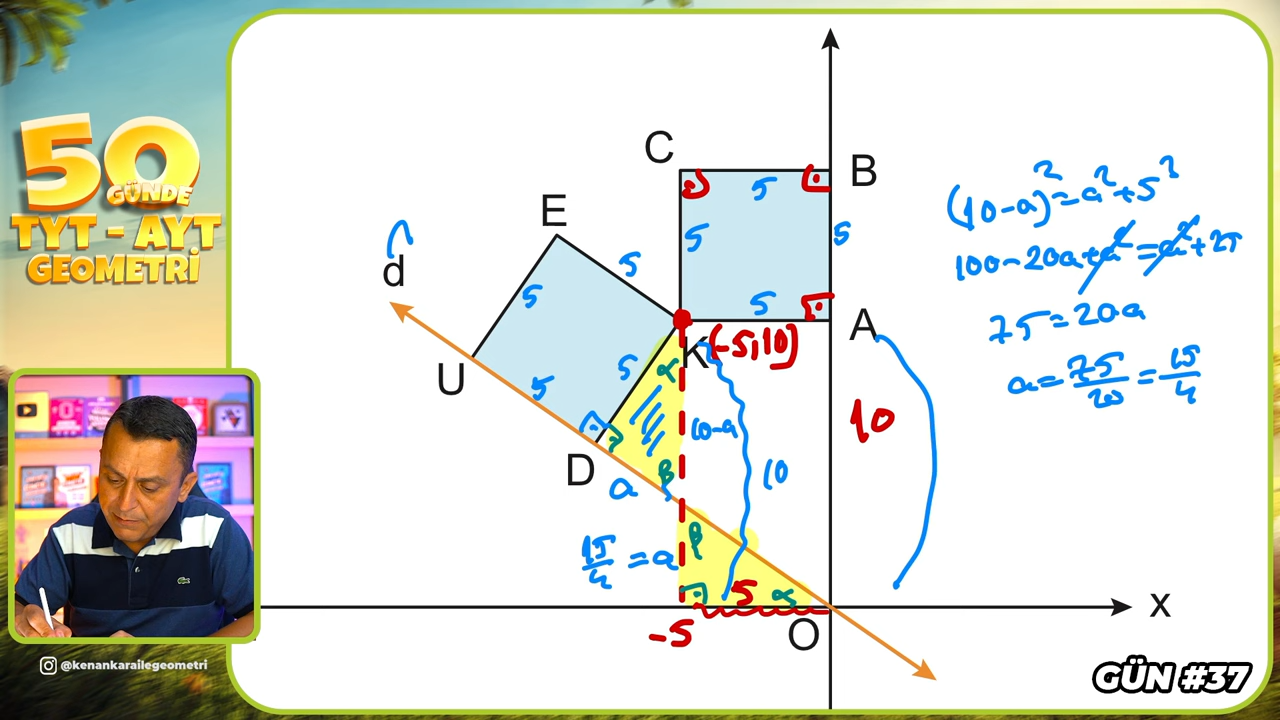 50
GÜNDE
TYT - AYT
GEOMETRİ
C
B
5
5
5
5
E
5
d
5
A
K(-5,10)
U
5
5
α
10
10-a
D
a
β
10
15/4 = a
β
5
α
x
-5
O
(10-a)²=a²+5²
100-20a+a²=a²+25
75=20a
a=75/20=15/4
@kenankarailegeometri
GÜN #37